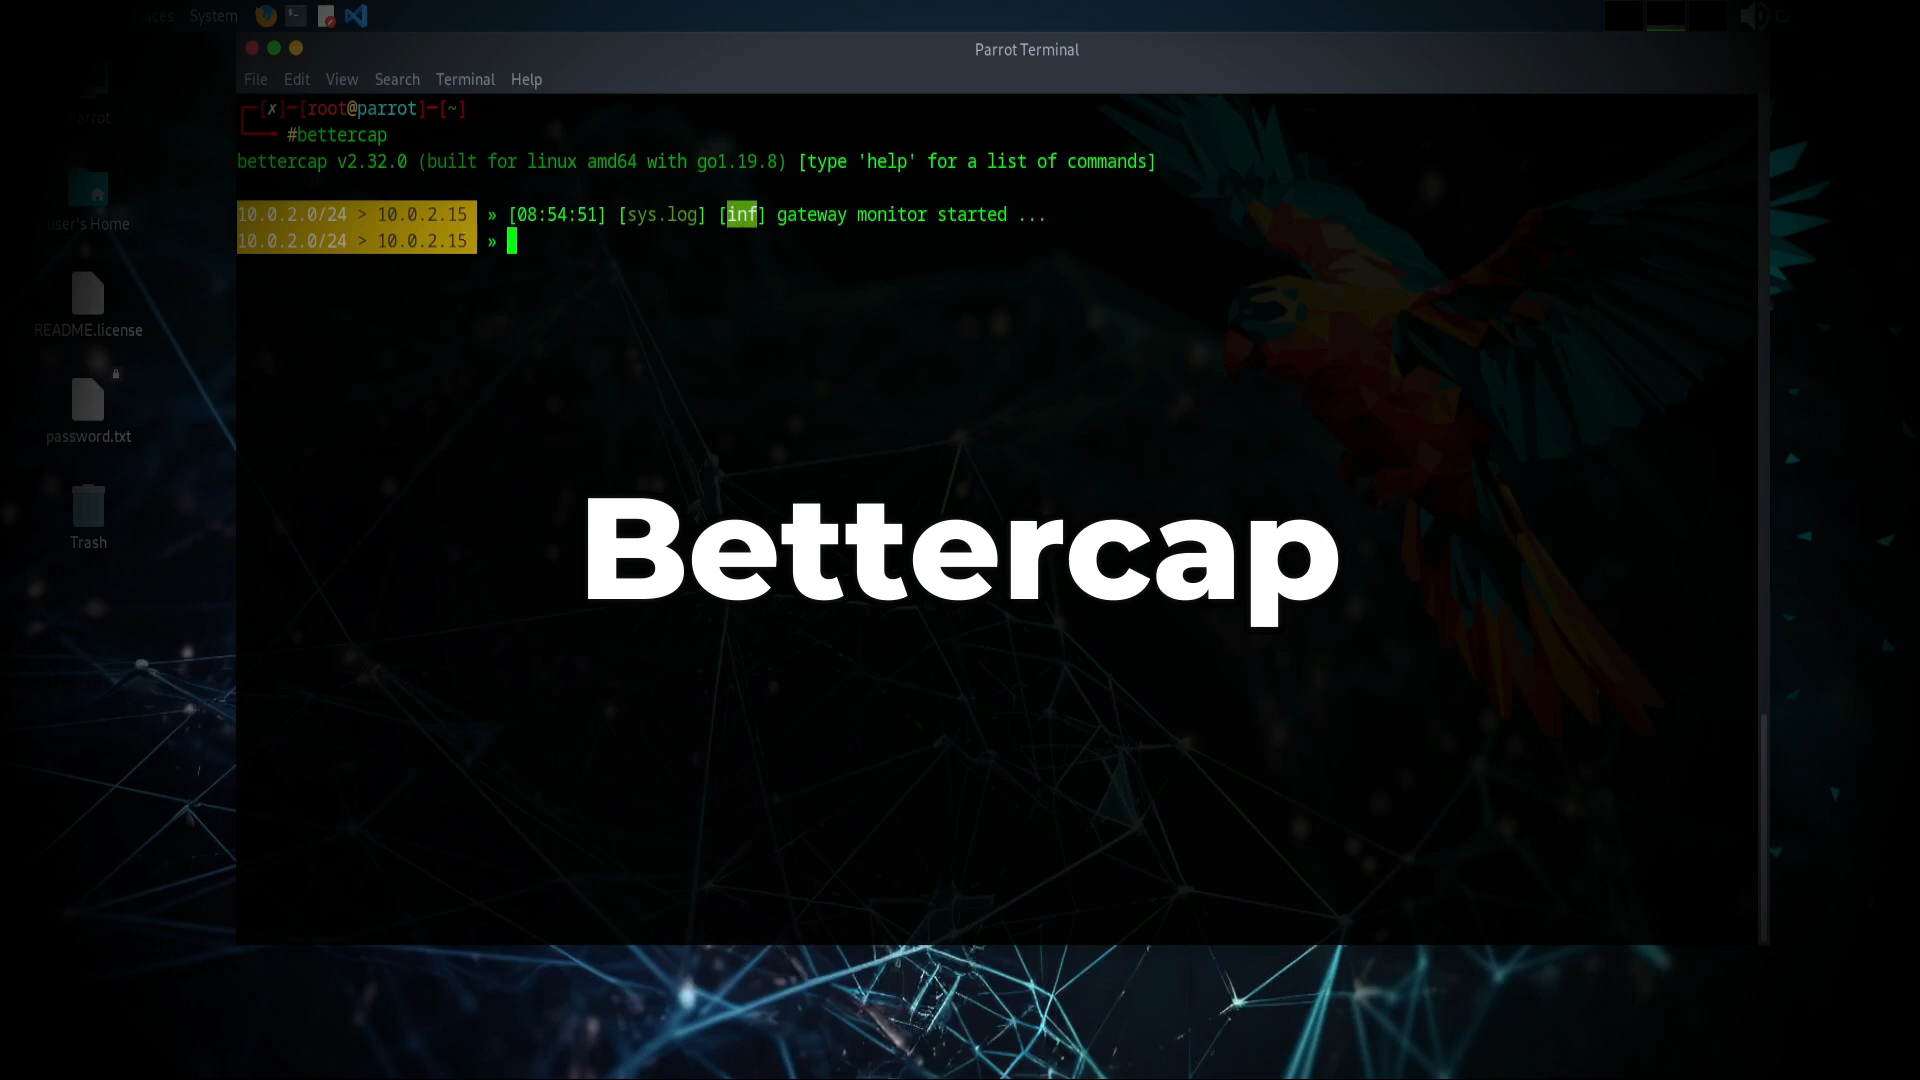 System
Parrot Terminal
File Edit View Search Terminal Help
[✗]─[root@parrot]─[~]
#bettercap
bettercap v2.32.0 (built for linux amd64 with go1.19.8) [type 'help' for a list of commands]
10.0.2.0/24 > 10.0.2.15 » [08:54:51] [sys.log] [inf] gateway monitor started ...
10.0.2.0/24 > 10.0.2.15 »
user's Home
README.license
password.txt
Trash
Bettercap